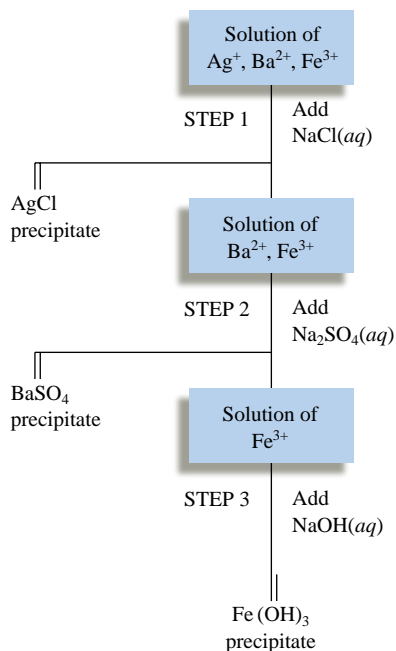 Solution of
Ag⁺, Ba²⁺, Fe³⁺
STEP 1
Add
NaCl(aq)
AgCl
precipitate
Solution of
Ba²⁺, Fe³⁺
STEP 2
Add
Na₂SO₄(aq)
BaSO₄
precipitate
Solution of
Fe³⁺
STEP 3
Add
NaOH(aq)
Fe(OH)₃
precipitate